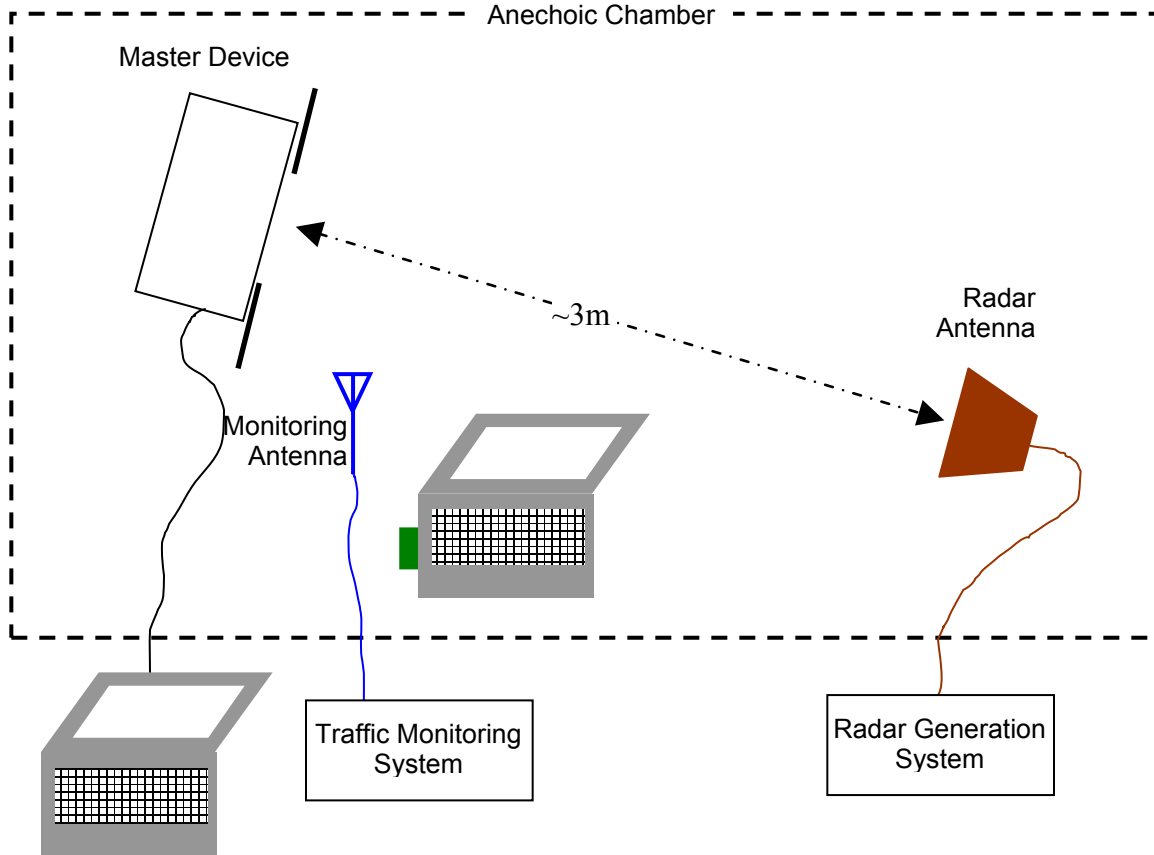 Anechoic Chamber
Master Device
~3m
Radar
Antenna
Monitoring
Antenna
Traffic Monitoring
System
Radar Generation
System